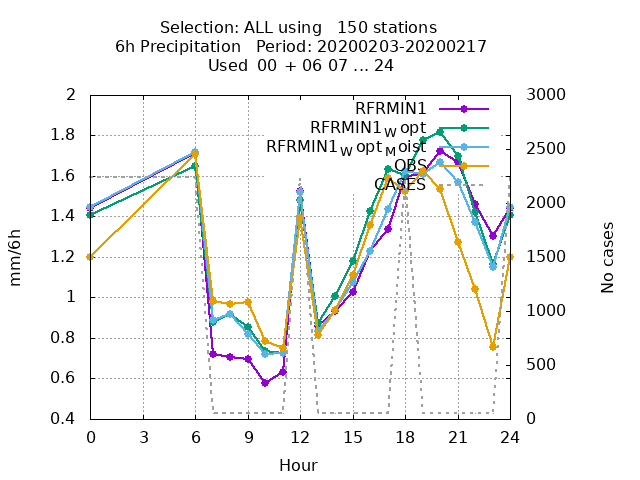 Selection: ALL using   150 stations
6h Precipitation   Period: 20200203-20200217
Used  00 + 06 07 ... 24
RFRMIN1
RFRMIN1_W opt
RFRMIN1_W opt_M oist
OBS
CASES
mm/6h
No cases
2
1.8
1.6
1.4
1.2
1
0.8
0.6
0.4
3000
2500
2000
1500
1000
500
0
0 3 6 9 12 15 18 21 24
Hour